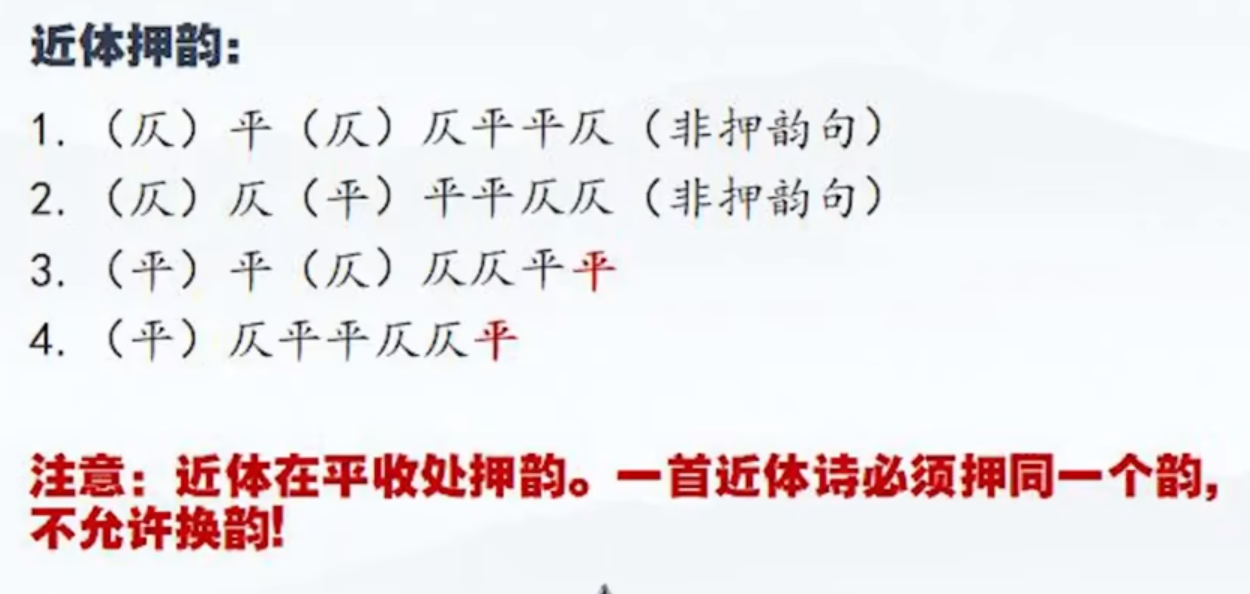 近体押韵：
1. （仄）平（仄）仄平平仄（非押韵句）
2. （仄）仄（平）平平仄仄（非押韵句）
3. （平）平（仄）仄仄平平
4. （平）仄平平仄仄平
注意：近体在平收处押韵。一首近体诗必须押同一个韵，
不允许换韵！